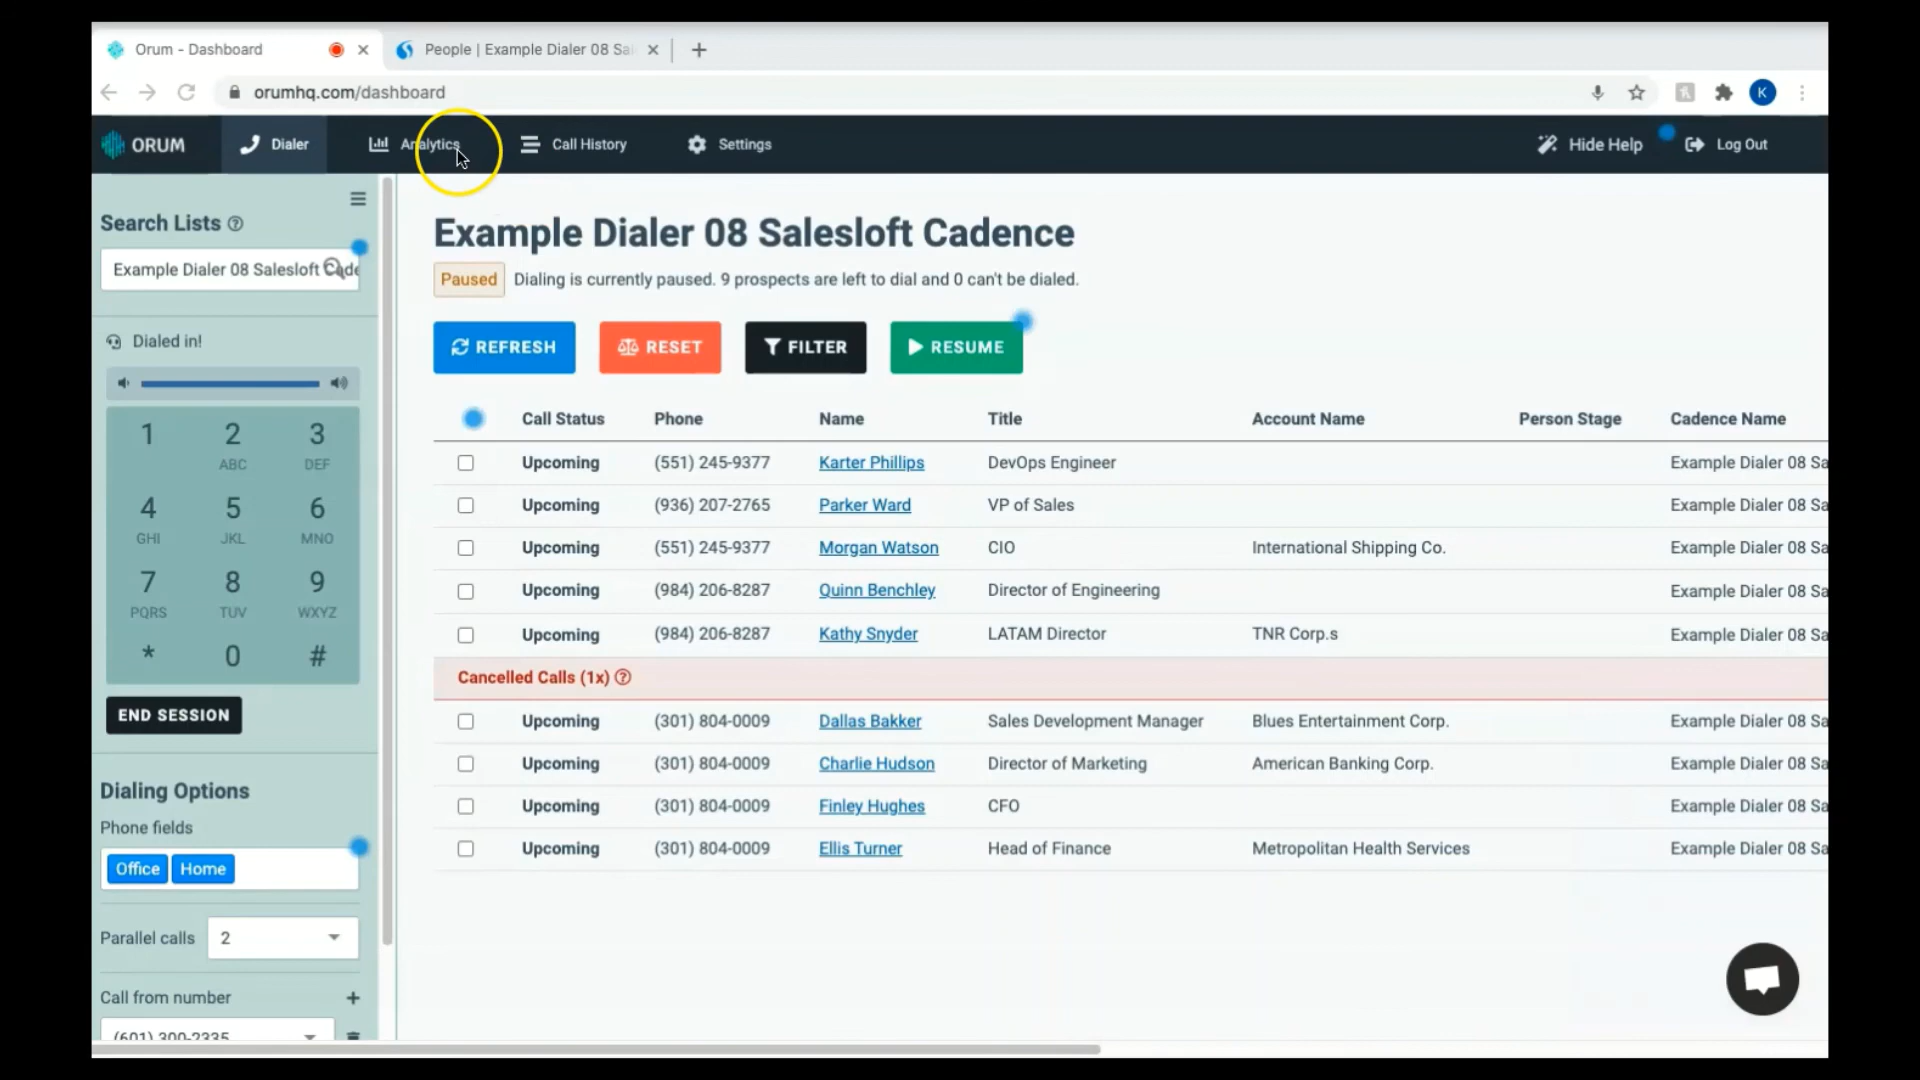 Orum - Dashboard
People | Example Dialer 08 Sal
orumhq.com/dashboard
K
ORUM
Dialer
Analytics
Call History
Settings
Hide Help
Log Out
Search Lists
Example Dialer 08 Salesloft Cade
Dialed in!
1
2 ABC
3 DEF
4 GHI
5 JKL
6 MNO
7 PQRS
8 TUV
9 WXYZ
*
0
#
END SESSION
Dialing Options
Phone fields
Office Home
Parallel calls 2
Call from number +
(601) 300-2335
Example Dialer 08 Salesloft Cadence
Paused Dialing is currently paused. 9 prospects are left to dial and 0 can't be dialed.
REFRESH RESET FILTER RESUME
Call Status Phone Name Title Account Name Person Stage Cadence Name
Upcoming (551) 245-9377 Karter Phillips DevOps Engineer Example Dialer 08 Sa
Upcoming (936) 207-2765 Parker Ward VP of Sales Example Dialer 08 Sa
Upcoming (551) 245-9377 Morgan Watson CIO International Shipping Co. Example Dialer 08 Sa
Upcoming (984) 206-8287 Quinn Benchley Director of Engineering Example Dialer 08 Sa
Upcoming (984) 206-8287 Kathy Snyder LATAM Director TNR Corp.s Example Dialer 08 Sa
Cancelled Calls (1x)
Upcoming (301) 804-0009 Dallas Bakker Sales Development Manager Blues Entertainment Corp. Example Dialer 08 Sa
Upcoming (301) 804-0009 Charlie Hudson Director of Marketing American Banking Corp. Example Dialer 08 Sa
Upcoming (301) 804-0009 Finley Hughes CFO Example Dialer 08 Sa
Upcoming (301) 804-0009 Ellis Turner Head of Finance Metropolitan Health Services Example Dialer 08 Sa